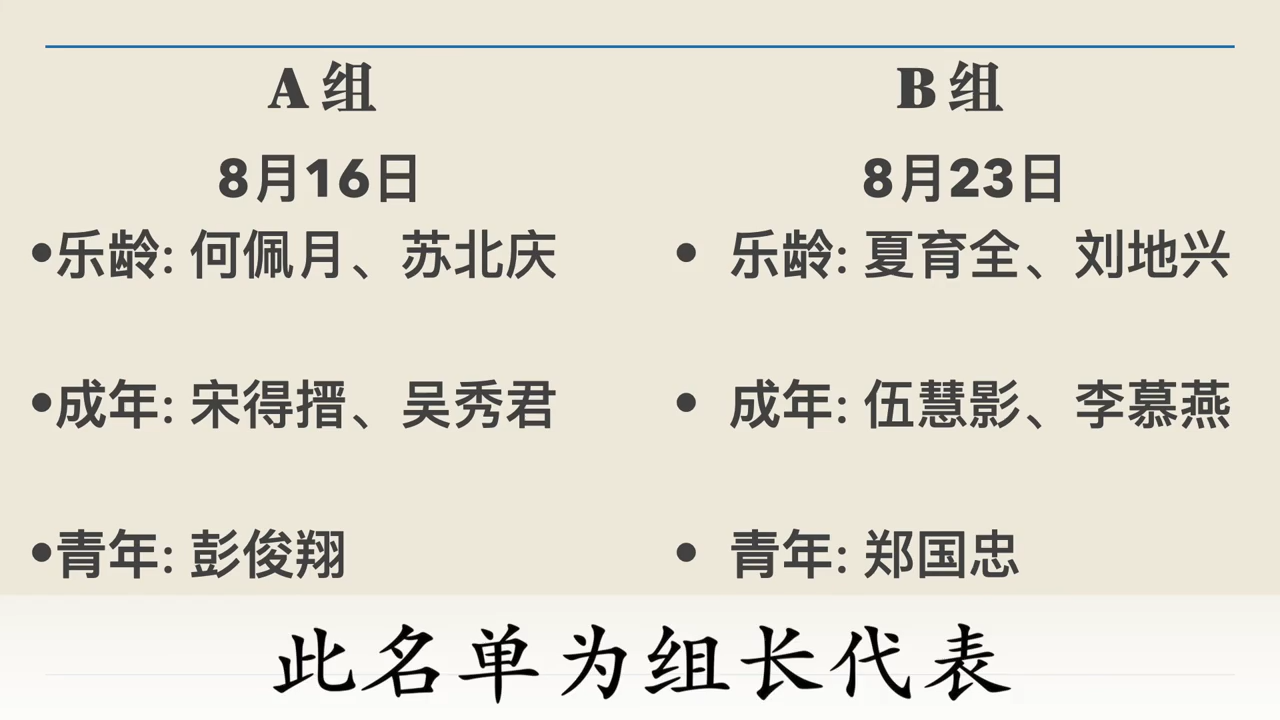 A 组
8月16日
•乐龄: 何佩月、苏北庆
•成年: 宋得搢、吴秀君
•青年: 彭俊翔
B 组
8月23日
• 乐龄: 夏育全、刘地兴
• 成年: 伍慧影、李慕燕
• 青年: 郑国忠
此名单为组长代表